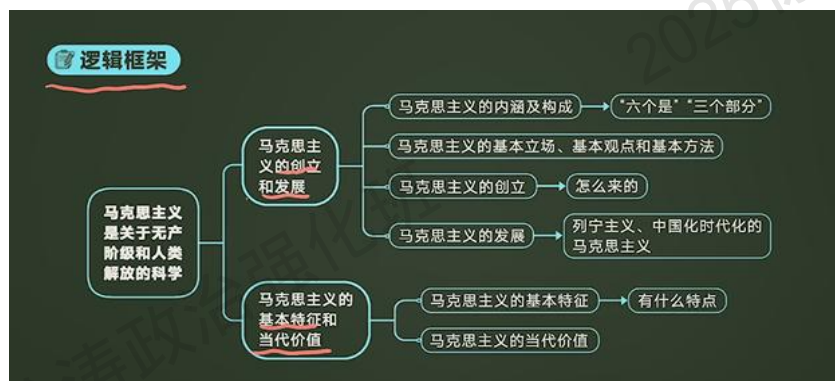 逻辑框架
马克思主义
是关于无产
阶级和人类
解放的科学
马克思主
义的创立
和发展
马克思主义的内涵及构成
“六个是”“三个部分”
马克思主义的基本立场、基本观点和基本方法
马克思主义的创立
怎么来的
马克思主义的发展
列宁主义、中国化时代化的
马克思主义
马克思主义的
基本特征和
当代价值
马克思主义的基本特征
有什么特点
马克思主义的当代价值
涛政治强化班
2026